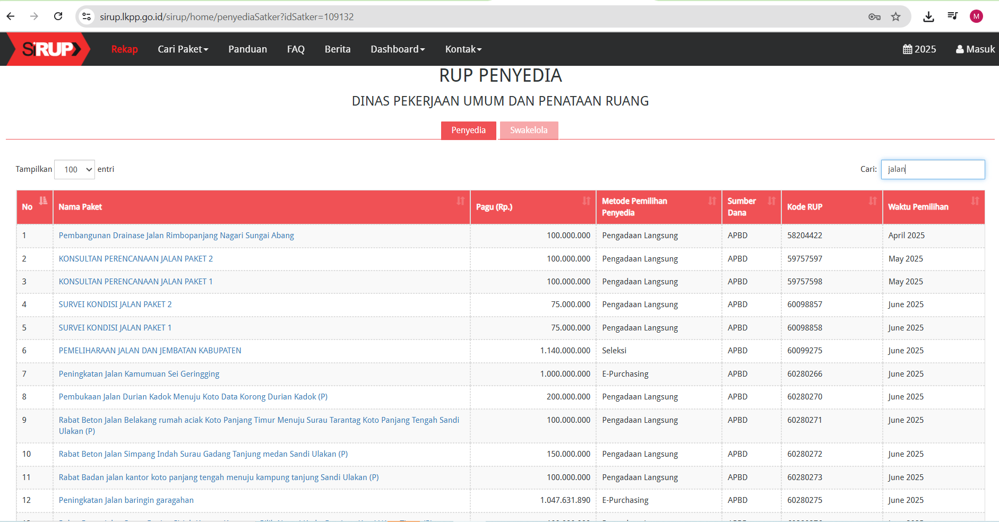 sirup.lkpp.go.id/sirup/home/penyediaSatker?idSatker=109132
M
SiRUP
Rekap Cari Paket Panduan FAQ Berita Dashboard Kontak 2025 Masuk
RUP PENYEDIA
DINAS PEKERJAAN UMUM DAN PENATAAN RUANG
Penyedia Swakelola
Tampilkan 100 entri Cari: jalan
No Nama Paket Pagu (Rp.) Metode Pemilihan Penyedia Sumber Dana Kode RUP Waktu Pemilihan
1 Pembangunan Drainase Jalan Rimbopanjang Nagari Sungai Abang 100.000.000 Pengadaan Langsung APBD 58204422 April 2025
2 KONSULTAN PERENCANAAN JALAN PAKET 2 100.000.000 Pengadaan Langsung APBD 59757597 May 2025
3 KONSULTAN PERENCANAAN JALAN PAKET 1 100.000.000 Pengadaan Langsung APBD 59757598 May 2025
4 SURVEI KONDISI JALAN PAKET 2 75.000.000 Pengadaan Langsung APBD 60098857 June 2025
5 SURVEI KONDISI JALAN PAKET 1 75.000.000 Pengadaan Langsung APBD 60098858 June 2025
6 PEMELIHARAAN JALAN DAN JEMBATAN KABUPATEN 1.140.000.000 Seleksi APBD 60099275 June 2025
7 Peningkatan Jalan Kamumuan Sei Geringging 1.000.000.000 E-Purchasing APBD 60280266 June 2025
8 Pembukaan Jalan Durian Kadok Menuju Koto Data Korong Durian Kadok (P) 200.000.000 Pengadaan Langsung APBD 60280270 June 2025
9 Rabat Beton Jalan Belakang rumah aciak Koto Panjang Timur Menuju Surau Tarantag Koto Panjang Tengah Sandi 100.000.000 Pengadaan Langsung APBD 60280271 June 2025
Ulakan (P)
10 Rabat Beton Jalan Simpang Indah Surau Gadang Tanjung medan Sandi Ulakan (P) 150.000.000 Pengadaan Langsung APBD 60280272 June 2025
11 Rabat Badan jalan kantor koto panjang tengah menuju kampung tanjung Sandi Ulakan (P) 100.000.000 Pengadaan Langsung APBD 60280273 June 2025
12 Peningkatan Jalan baringin garagahan 1.047.631.890 E-Purchasing APBD 60280275 June 2025